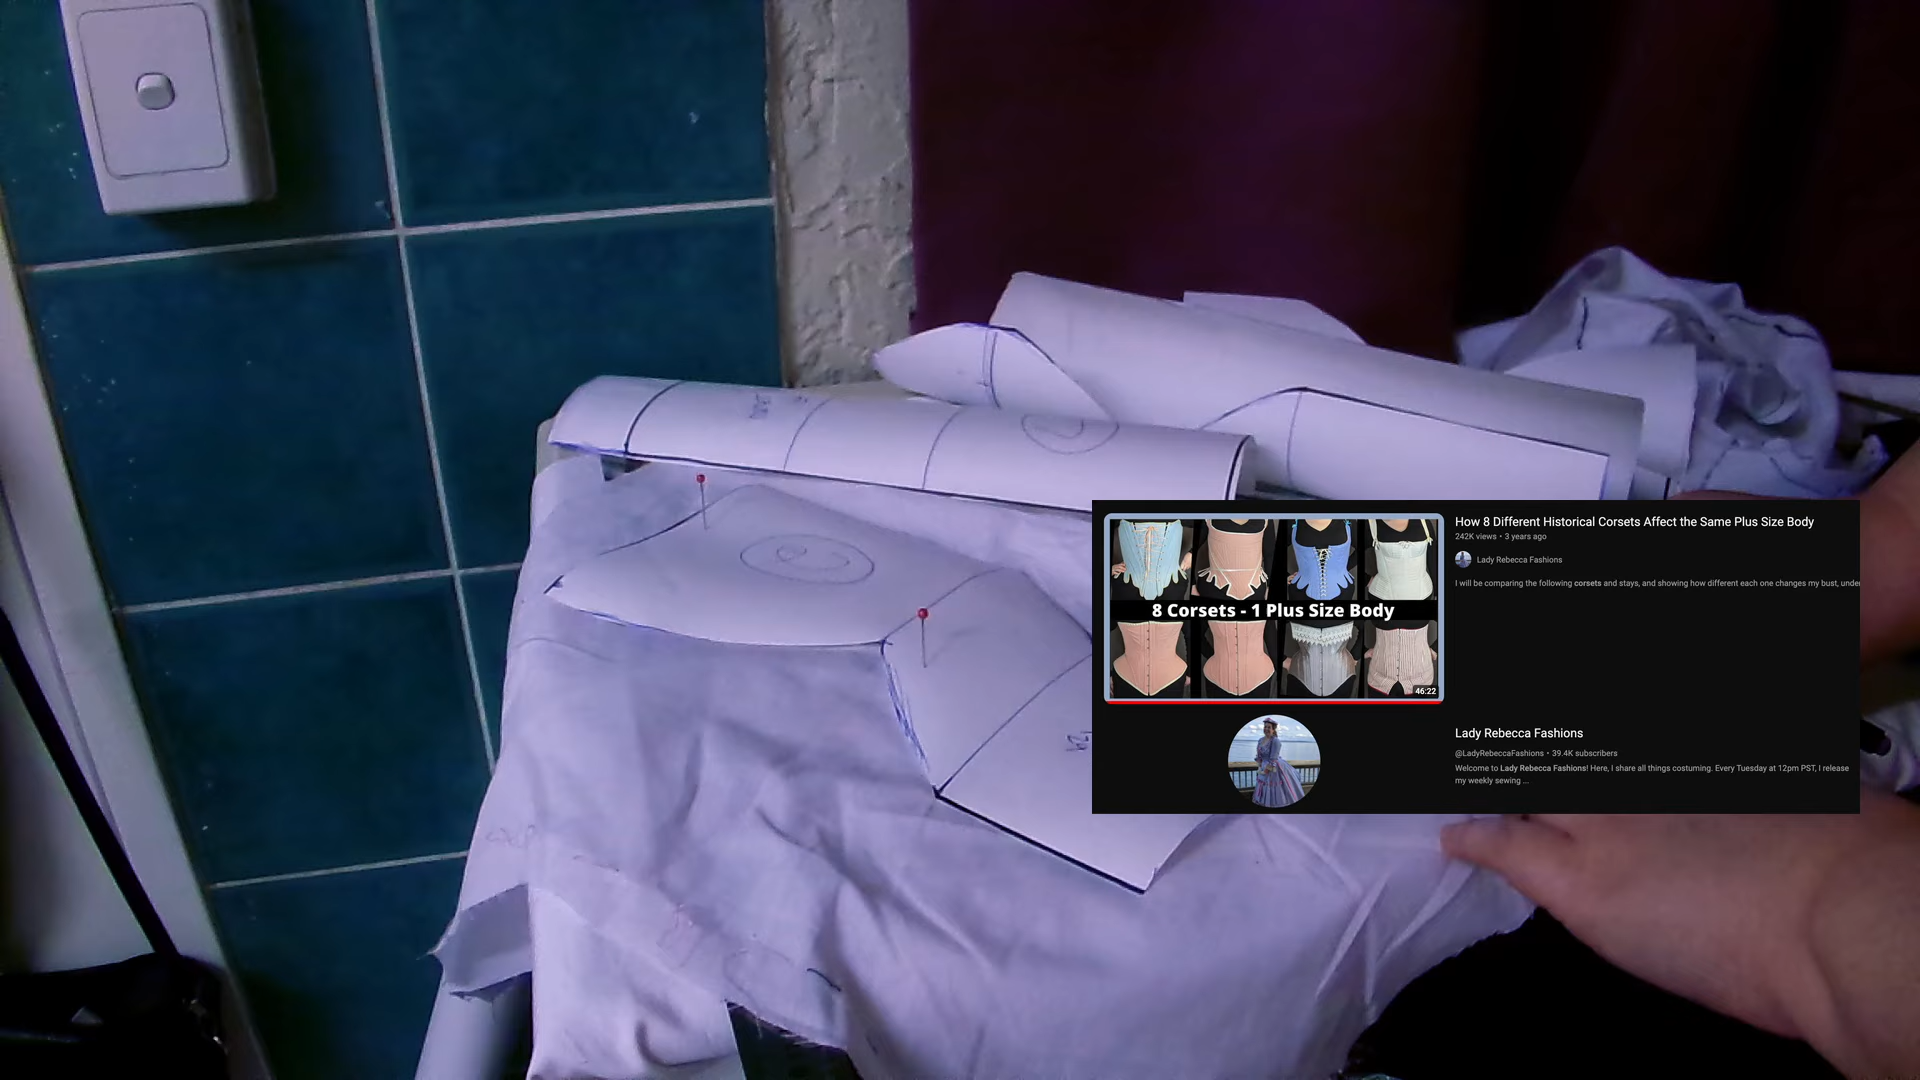 How 8 Different Historical Corsets Affect the Same Plus Size Body
242K views • 3 years ago
Lady Rebecca Fashions
I will be comparing the following corsets and stays, and showing how different each one changes my bust, unde
8 Corsets - 1 Plus Size Body
46:22
Lady Rebecca Fashions
@LadyRebeccaFashions • 39.4K subscribers
Welcome to Lady Rebecca Fashions! Here, I share all things costuming. Every Tuesday at 12pm PST, I release
my weekly sewing ...